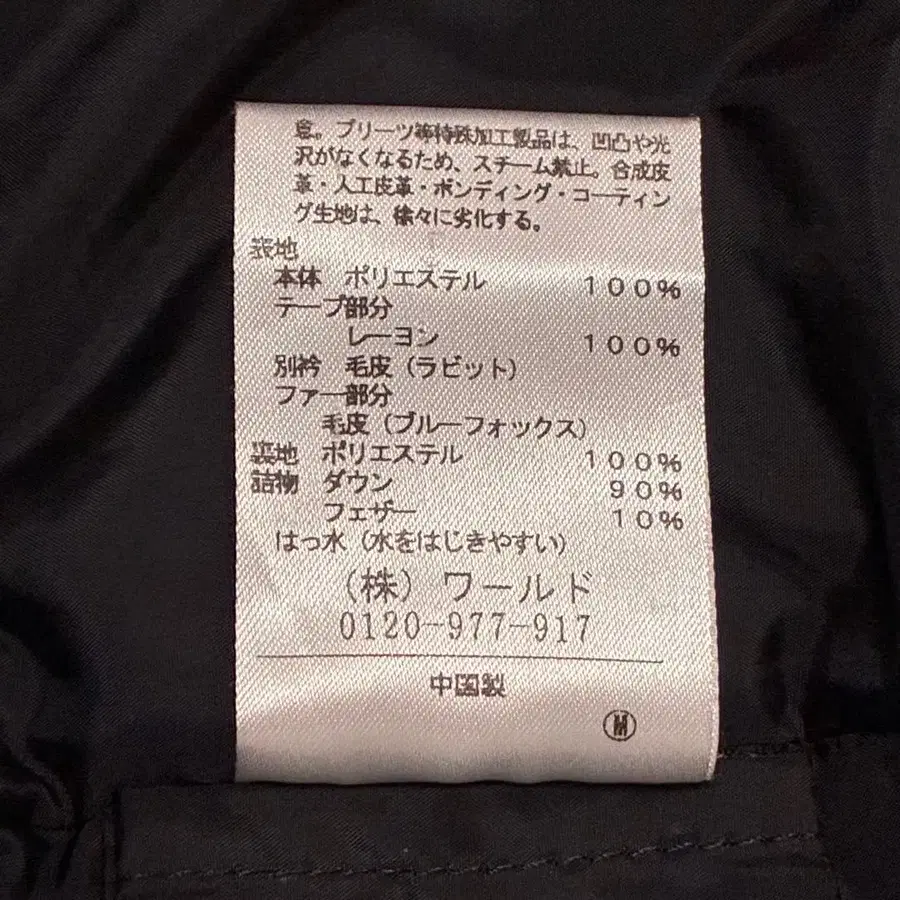 意。プリーツ等特殊加工製品は、凹凸や光
沢がなくなるため、スチーム禁止。合成皮
革・人工皮革・ボンディング・コーティン
グ生地は、徐々に劣化する。
表地
本体 ポリエステル 100%
テープ部分
レーヨン 100%
別衿 毛皮(ラビット)
ファー部分
毛皮(ブルーフォックス)
裏地 ポリエステル 100%
詰物 ダウン 90%
フェザー 10%
はっ水(水をはじきやすい)
(株)ワールド
0120-977-917
中国製
M